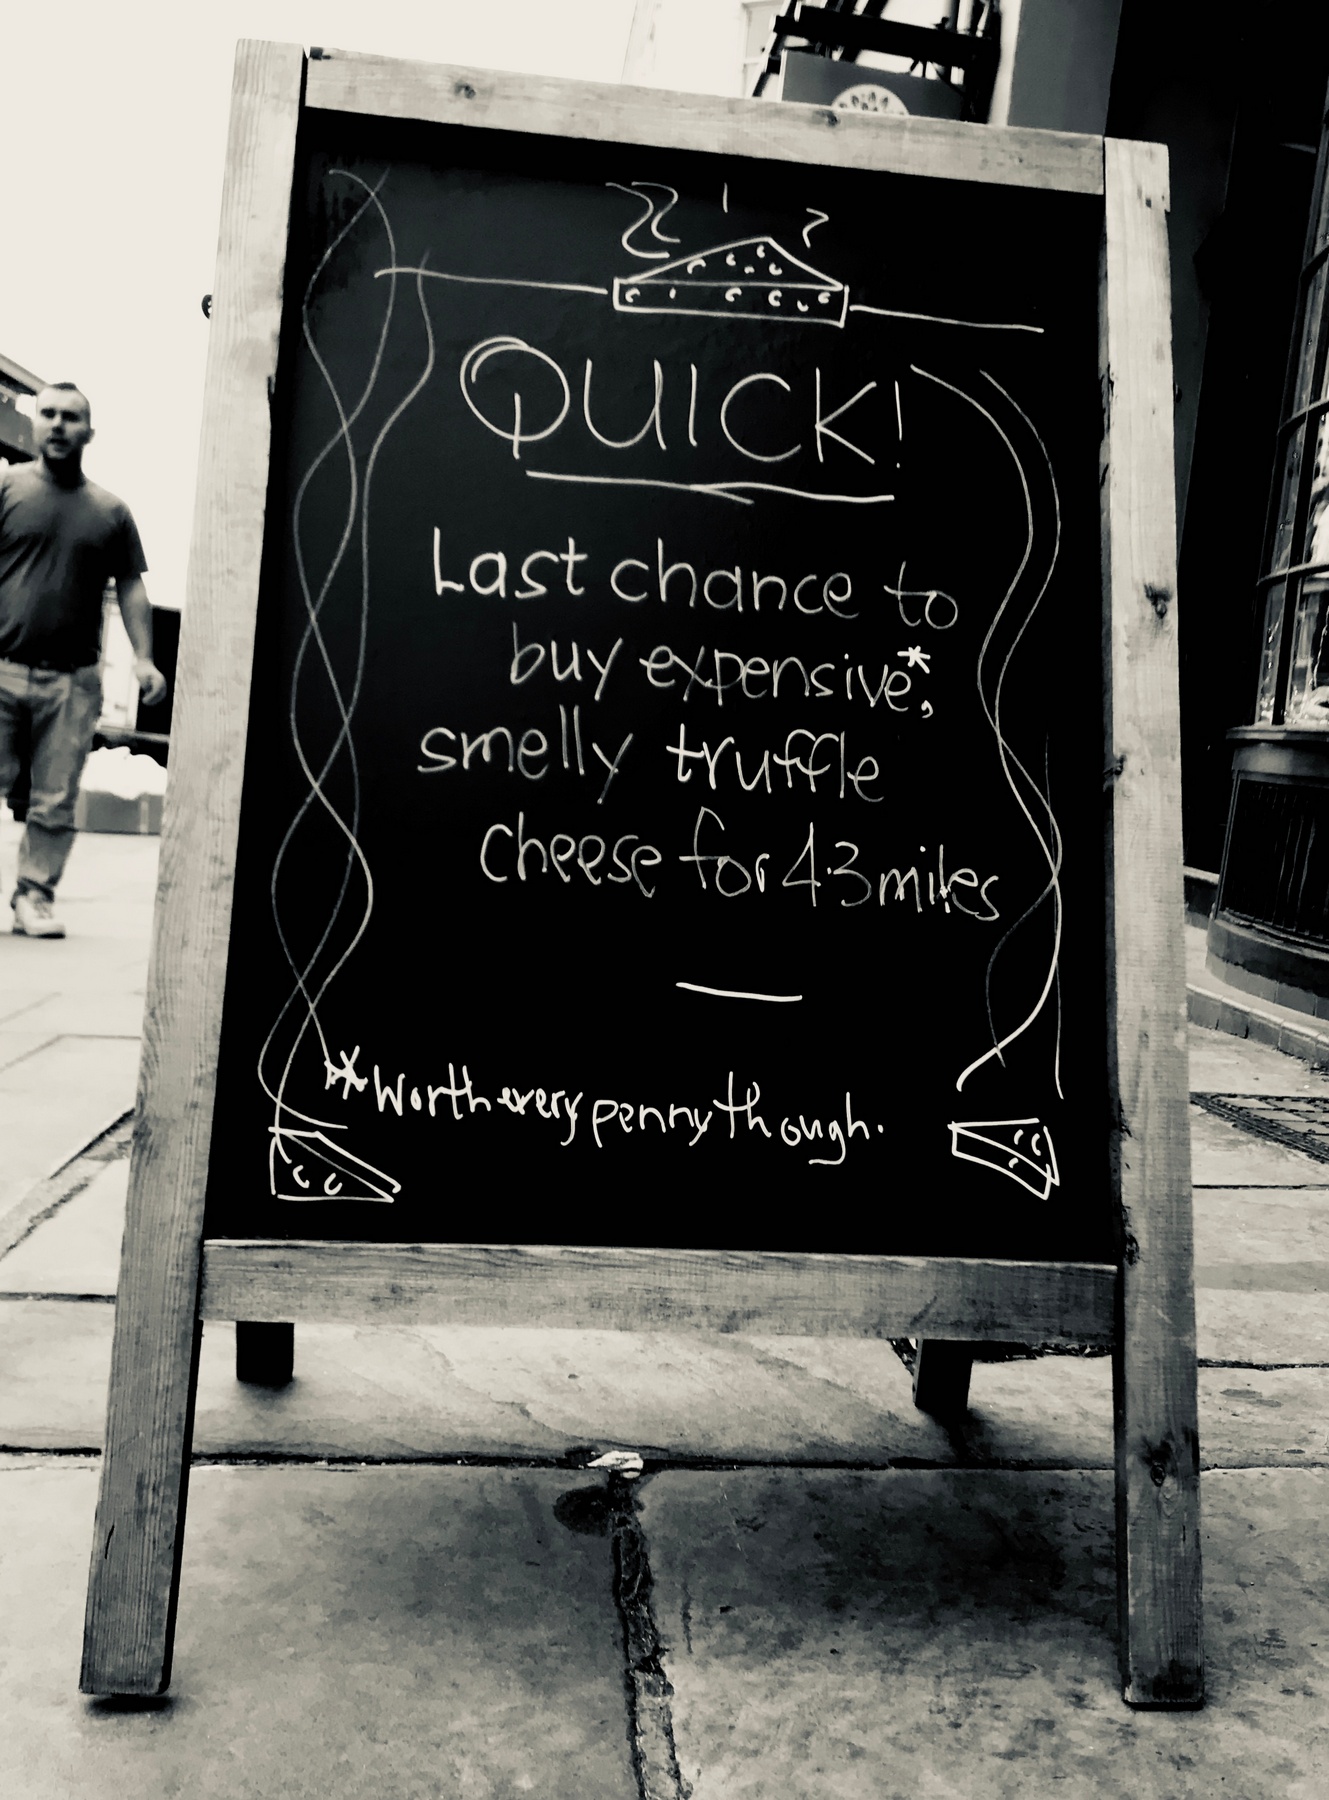 QUICK!
Last chance to
buy expensive*,
smelly truffle
cheese for 4.3 miles
*Worth every penny though.